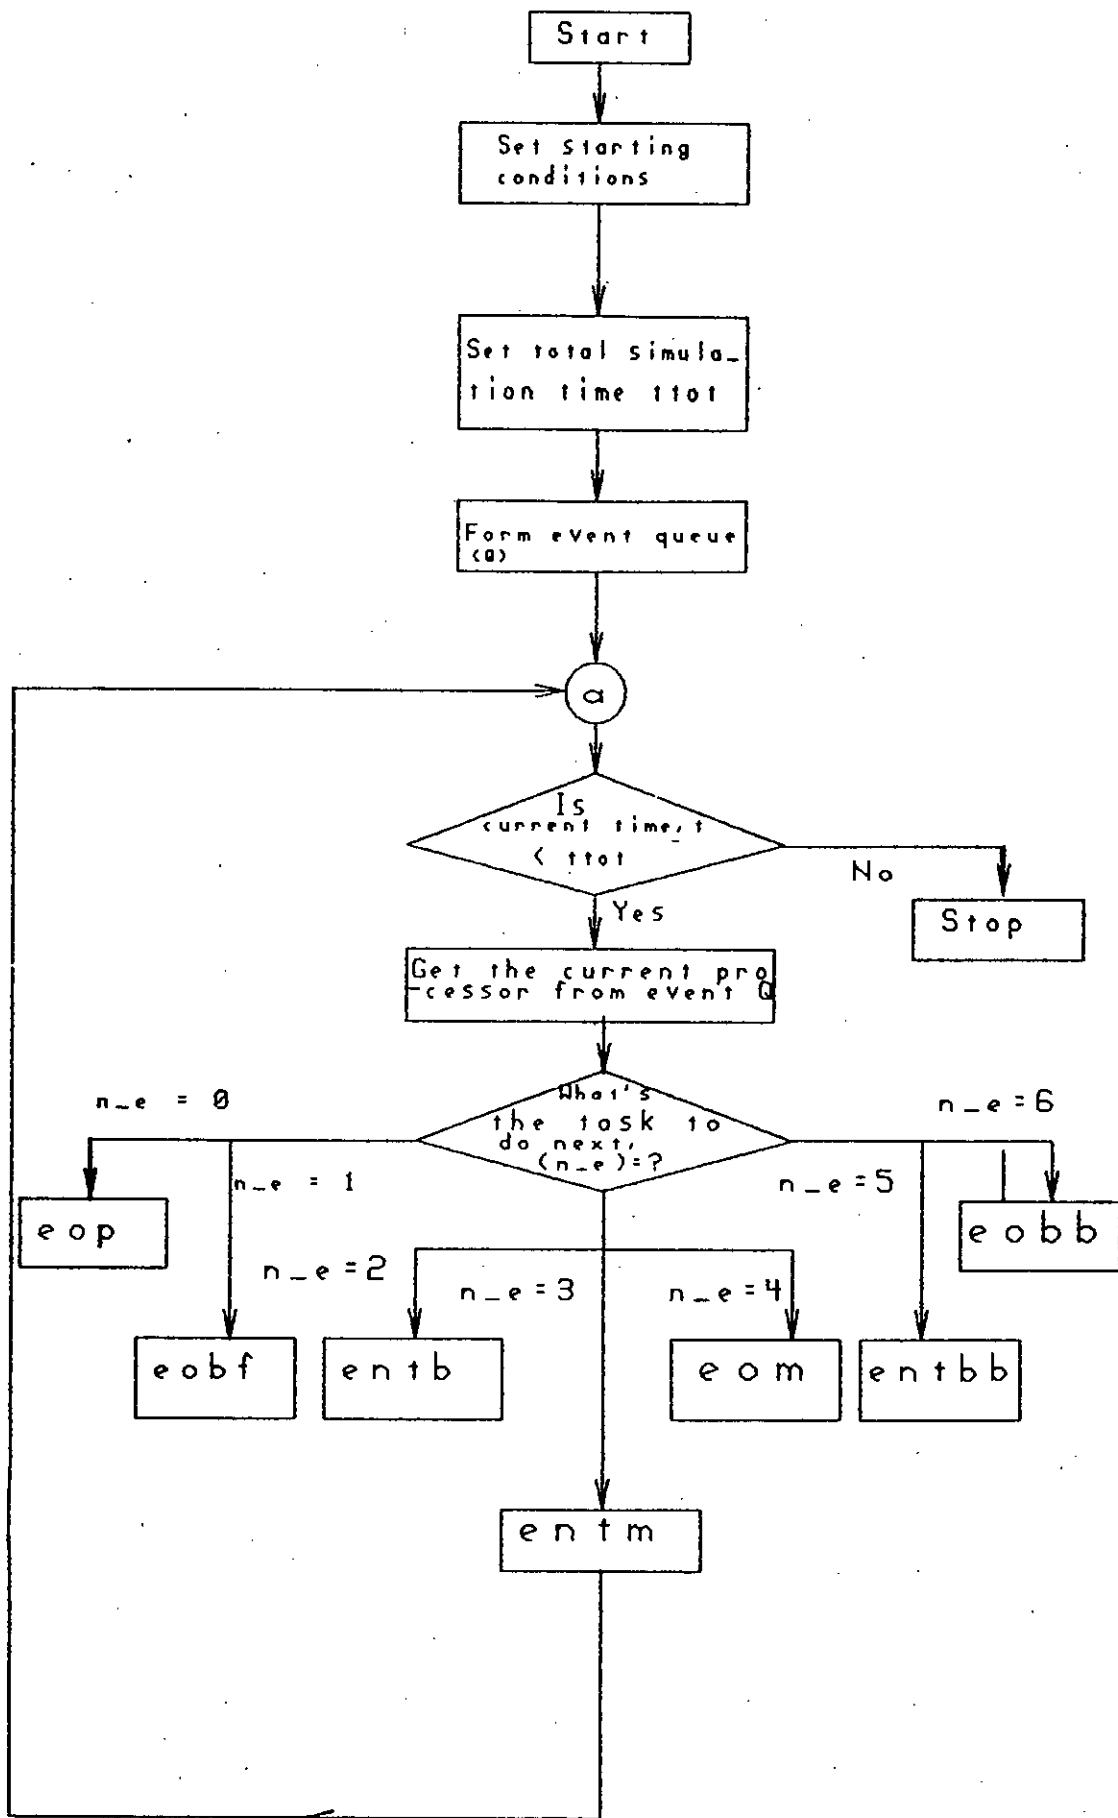 Start
Set starting
conditions
Set total simula_
tion time ttot
Form event queue
(Q)
a
Is
current time, t
< ttot
No
Yes
Stop
Get the current pro
-cessor from event Q
What's
the task to
do next,
(n_e)=?
n_e = 0
n_e = 6
n_e = 1
n_e = 5
eop
eobb
n_e = 2
n_e = 3
n_e = 4
eobf
entb
eom
entbb
entm